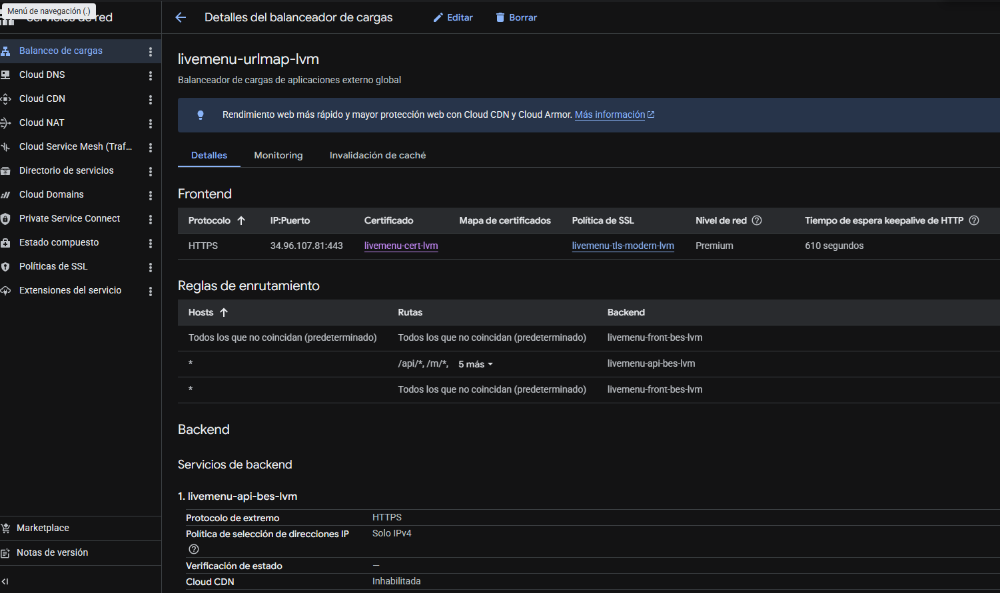 Menú de navegación (.)
Servicios de red
Balanceo de cargas
Cloud DNS
Cloud CDN
Cloud NAT
Cloud Service Mesh (Traf...
Directorio de servicios
Cloud Domains
Private Service Connect
Estado compuesto
Políticas de SSL
Extensiones del servicio
Marketplace
Notas de versión
Detalles del balanceador de cargas Editar Borrar
livemenu-urlmap-lvm
Balanceador de cargas de aplicaciones externo global
Rendimiento web más rápido y mayor protección web con Cloud CDN y Cloud Armor. Más información
Detalles Monitoring Invalidación de caché
Frontend
Protocolo IP:Puerto Certificado Mapa de certificados Política de SSL Nivel de red Tiempo de espera keepalive de HTTP
HTTPS 34.96.107.81:443 livemenu-cert-lvm livemenu-tls-modern-lvm Premium 610 segundos
Reglas de enrutamiento
Hosts Rutas Backend
Todos los que no coincidan (predeterminado) Todos los que no coincidan (predeterminado) livemenu-front-bes-lvm
* /api/*, /m/*, 5 más livemenu-api-bes-lvm
* Todos los que no coincidan (predeterminado) livemenu-front-bes-lvm
Backend
Servicios de backend
1. livemenu-api-bes-lvm
Protocolo de extremo HTTPS
Política de selección de direcciones IP Solo IPv4
Verificación de estado —
Cloud CDN Inhabilitada